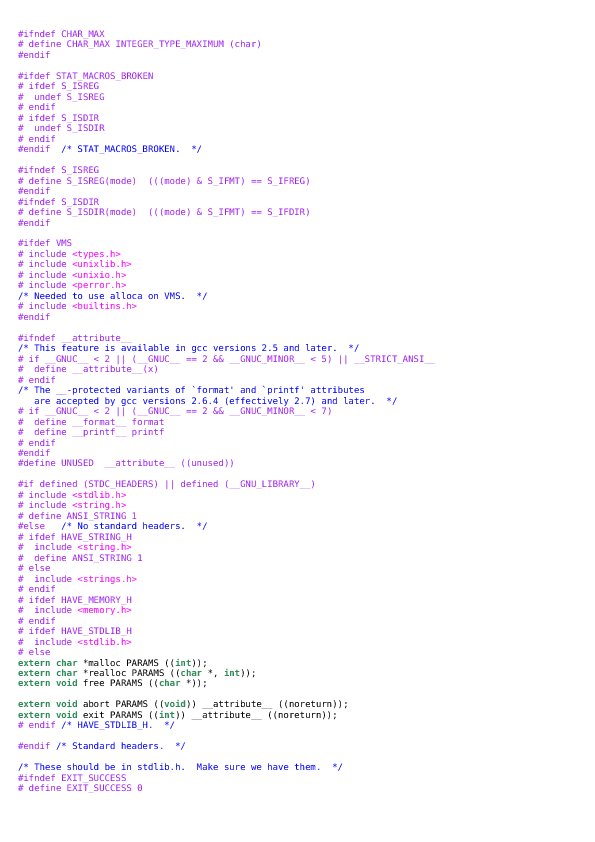 #ifndef CHAR_MAX
# define CHAR_MAX INTEGER_TYPE_MAXIMUM (char)
#endif

#ifdef STAT_MACROS_BROKEN
# ifdef S_ISREG
#  undef S_ISREG
# endif
# ifdef S_ISDIR
#  undef S_ISDIR
# endif
#endif  /* STAT_MACROS_BROKEN.  */

#ifndef S_ISREG
# define S_ISREG(mode)  (((mode) & S_IFMT) == S_IFREG)
#endif
#ifndef S_ISDIR
# define S_ISDIR(mode)  (((mode) & S_IFMT) == S_IFDIR)
#endif

#ifdef VMS
# include <types.h>
# include <unixlib.h>
# include <unixio.h>
# include <perror.h>
/* Needed to use alloca on VMS.  */
# include <builtins.h>
#endif

#ifndef __attribute__
/* This feature is available in gcc versions 2.5 and later.  */
# if __GNUC__ < 2 || (__GNUC__ == 2 && __GNUC_MINOR__ < 5) || __STRICT_ANSI__
#  define __attribute__(x)
# endif
/* The __-protected variants of `format' and `printf' attributes
   are accepted by gcc versions 2.6.4 (effectively 2.7) and later.  */
# if __GNUC__ < 2 || (__GNUC__ == 2 && __GNUC_MINOR__ < 7)
#  define __format__ format
#  define __printf__ printf
# endif
#endif
#define UNUSED  __attribute__ ((unused))

#if defined (STDC_HEADERS) || defined (__GNU_LIBRARY__)
# include <stdlib.h>
# include <string.h>
# define ANSI_STRING 1
#else   /* No standard headers.  */
# ifdef HAVE_STRING_H
#  include <string.h>
#  define ANSI_STRING 1
# else
#  include <strings.h>
# endif
# ifdef HAVE_MEMORY_H
#  include <memory.h>
# endif
# ifdef HAVE_STDLIB_H
#  include <stdlib.h>
# else
extern char *malloc PARAMS ((int));
extern char *realloc PARAMS ((char *, int));
extern void free PARAMS ((char *));

extern void abort PARAMS ((void)) __attribute__ ((noreturn));
extern void exit PARAMS ((int)) __attribute__ ((noreturn));
# endif /* HAVE_STDLIB_H.  */

#endif /* Standard headers.  */

/* These should be in stdlib.h.  Make sure we have them.  */
#ifndef EXIT_SUCCESS
# define EXIT_SUCCESS 0